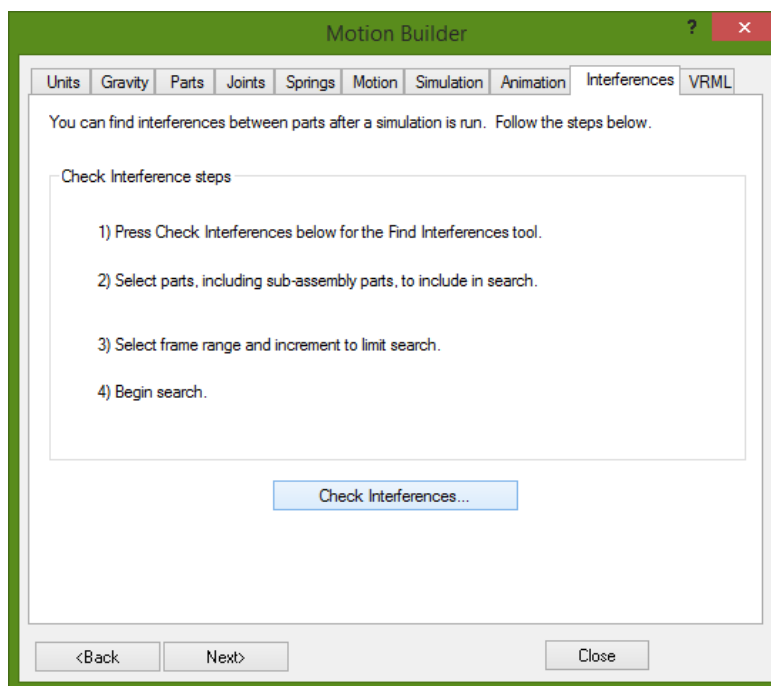 Motion Builder
?
Units Gravity Parts Joints Springs Motion Simulation Animation Interferences VRML
You can find interferences between parts after a simulation is run. Follow the steps below.
Check Interference steps
1) Press Check Interferences below for the Find Interferences tool.
2) Select parts, including sub-assembly parts, to include in search.
3) Select frame range and increment to limit search.
4) Begin search.
Check Interferences...
<Back Next> Close